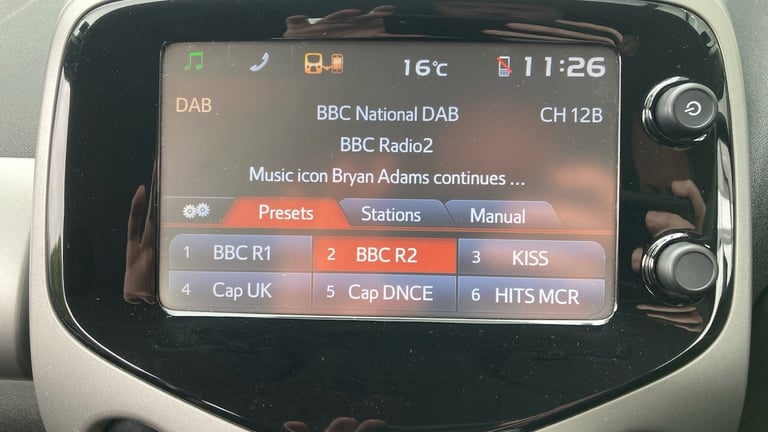 16°C 11:26
DAB BBC National DAB CH 12B
BBC Radio2
Music icon Bryan Adams continues ...
Presets Stations Manual
1 BBC R1 2 BBC R2 3 KISS
4 Cap UK 5 Cap DNCE 6 HITS MCR